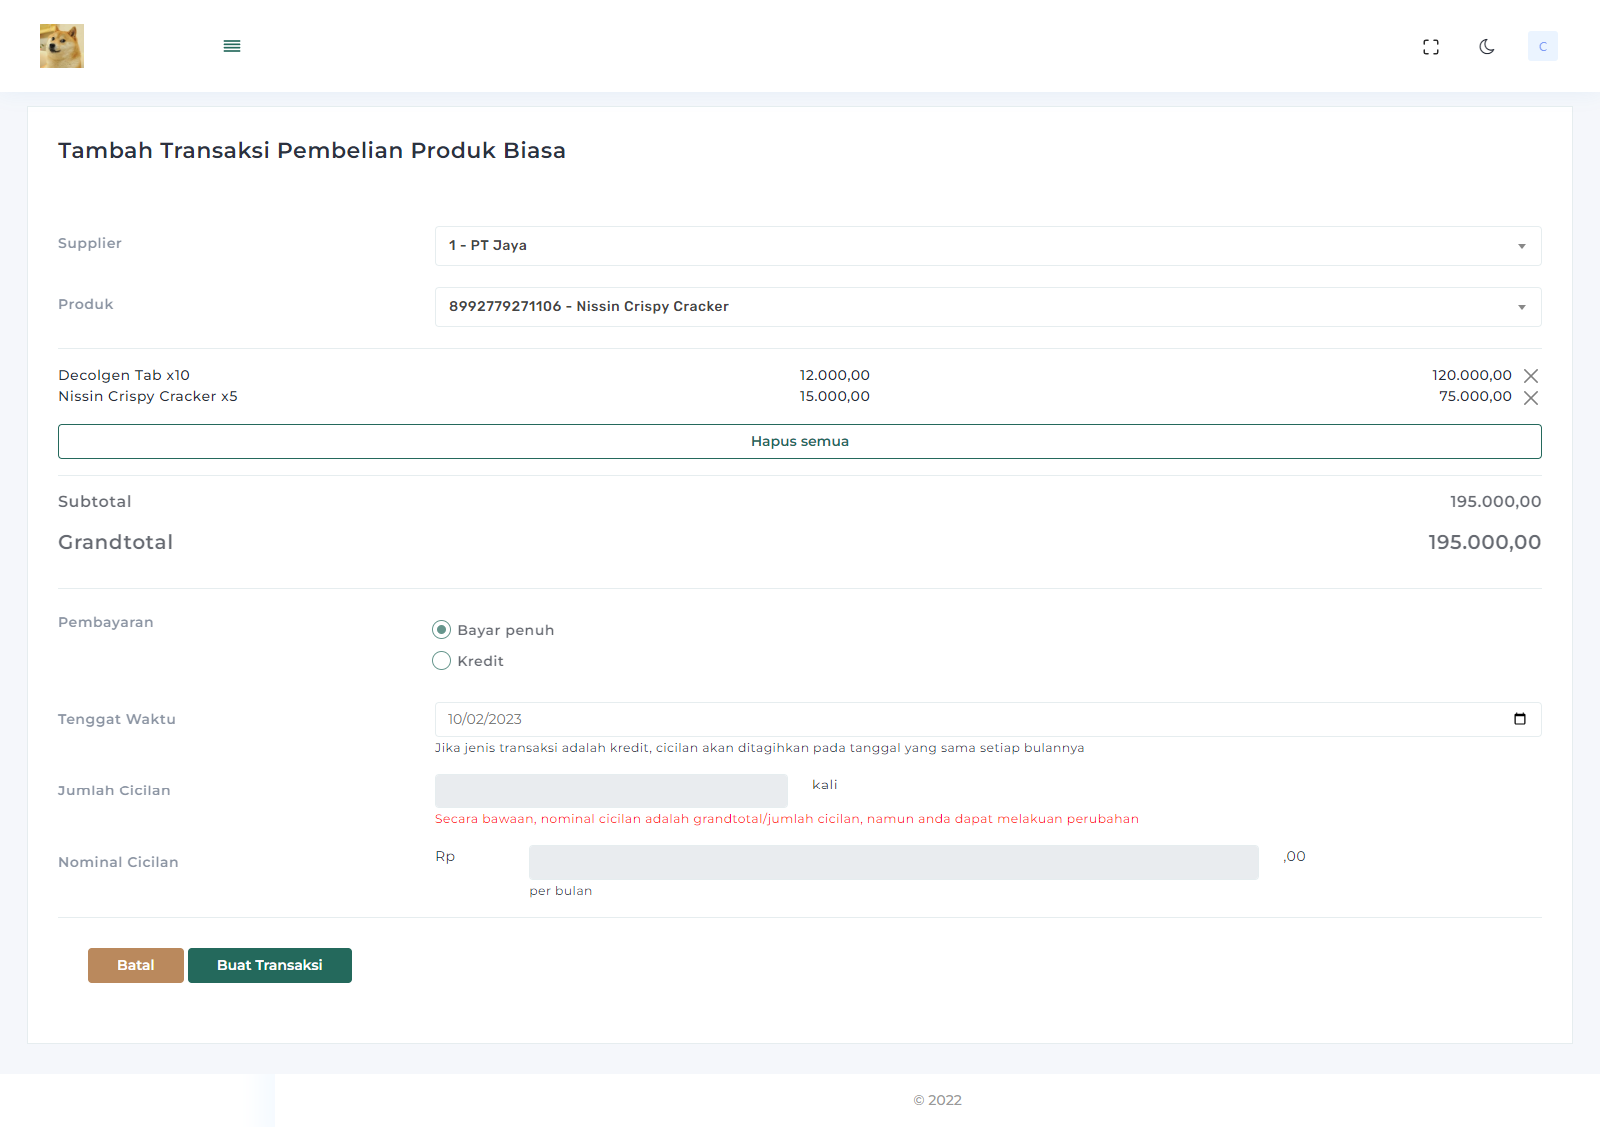 C
Tambah Transaksi Pembelian Produk Biasa
Supplier
1 - PT Jaya
Produk
8992779271106 - Nissin Crispy Cracker
Decolgen Tab x10 12.000,00 120.000,00
Nissin Crispy Cracker x5 15.000,00 75.000,00
Hapus semua
Subtotal 195.000,00
Grandtotal 195.000,00
Pembayaran
Bayar penuh
Kredit
Tenggat Waktu
10/02/2023
Jika jenis transaksi adalah kredit, cicilan akan ditagihkan pada tanggal yang sama setiap bulannya
Jumlah Cicilan
kali
Secara bawaan, nominal cicilan adalah grandtotal/jumlah cicilan, namun anda dapat melakuan perubahan
Nominal Cicilan
Rp ,00
per bulan
Batal Buat Transaksi
© 2022